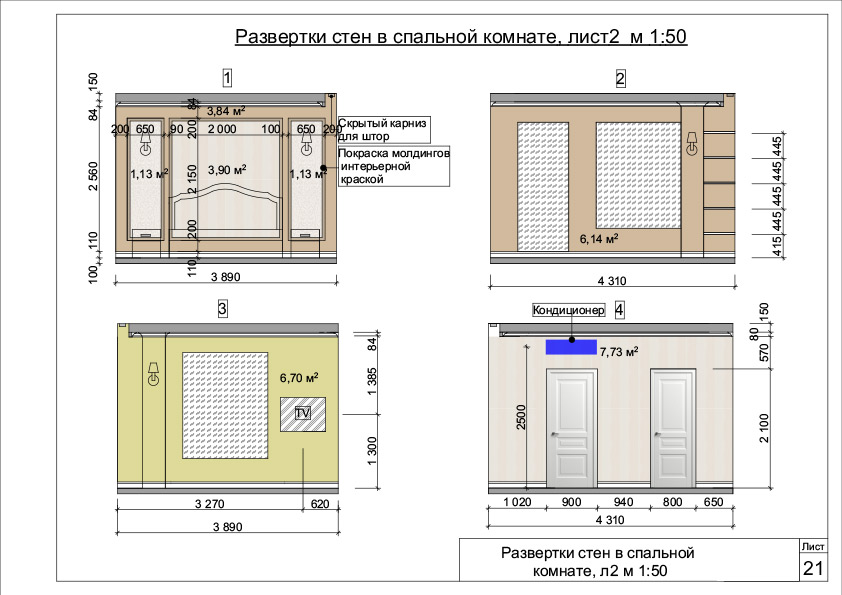 Развертки стен в спальной комнате, лист2 м 1:50
1
150
84
2 560
110
100
84
3,84 м²
200 650 90 2 000 100 650 200
200
1,13 м²
3,90 м²
2 150
1,13 м²
200
110
3 890
Скрытый карниз
для штор
Покраска молдингов
интерьерной
краской
2
6,14 м²
445
445
445
445
415
4 310
3
6,70 м²
TV
84
1 385
1 300
3 270 620
3 890
Кондиционер 4
7,73 м²
2500
150
80
570
2 100
1 020 900 940 800 650
4 310
Развертки стен в спальной
комнате, л2 м 1:50
Лист
21